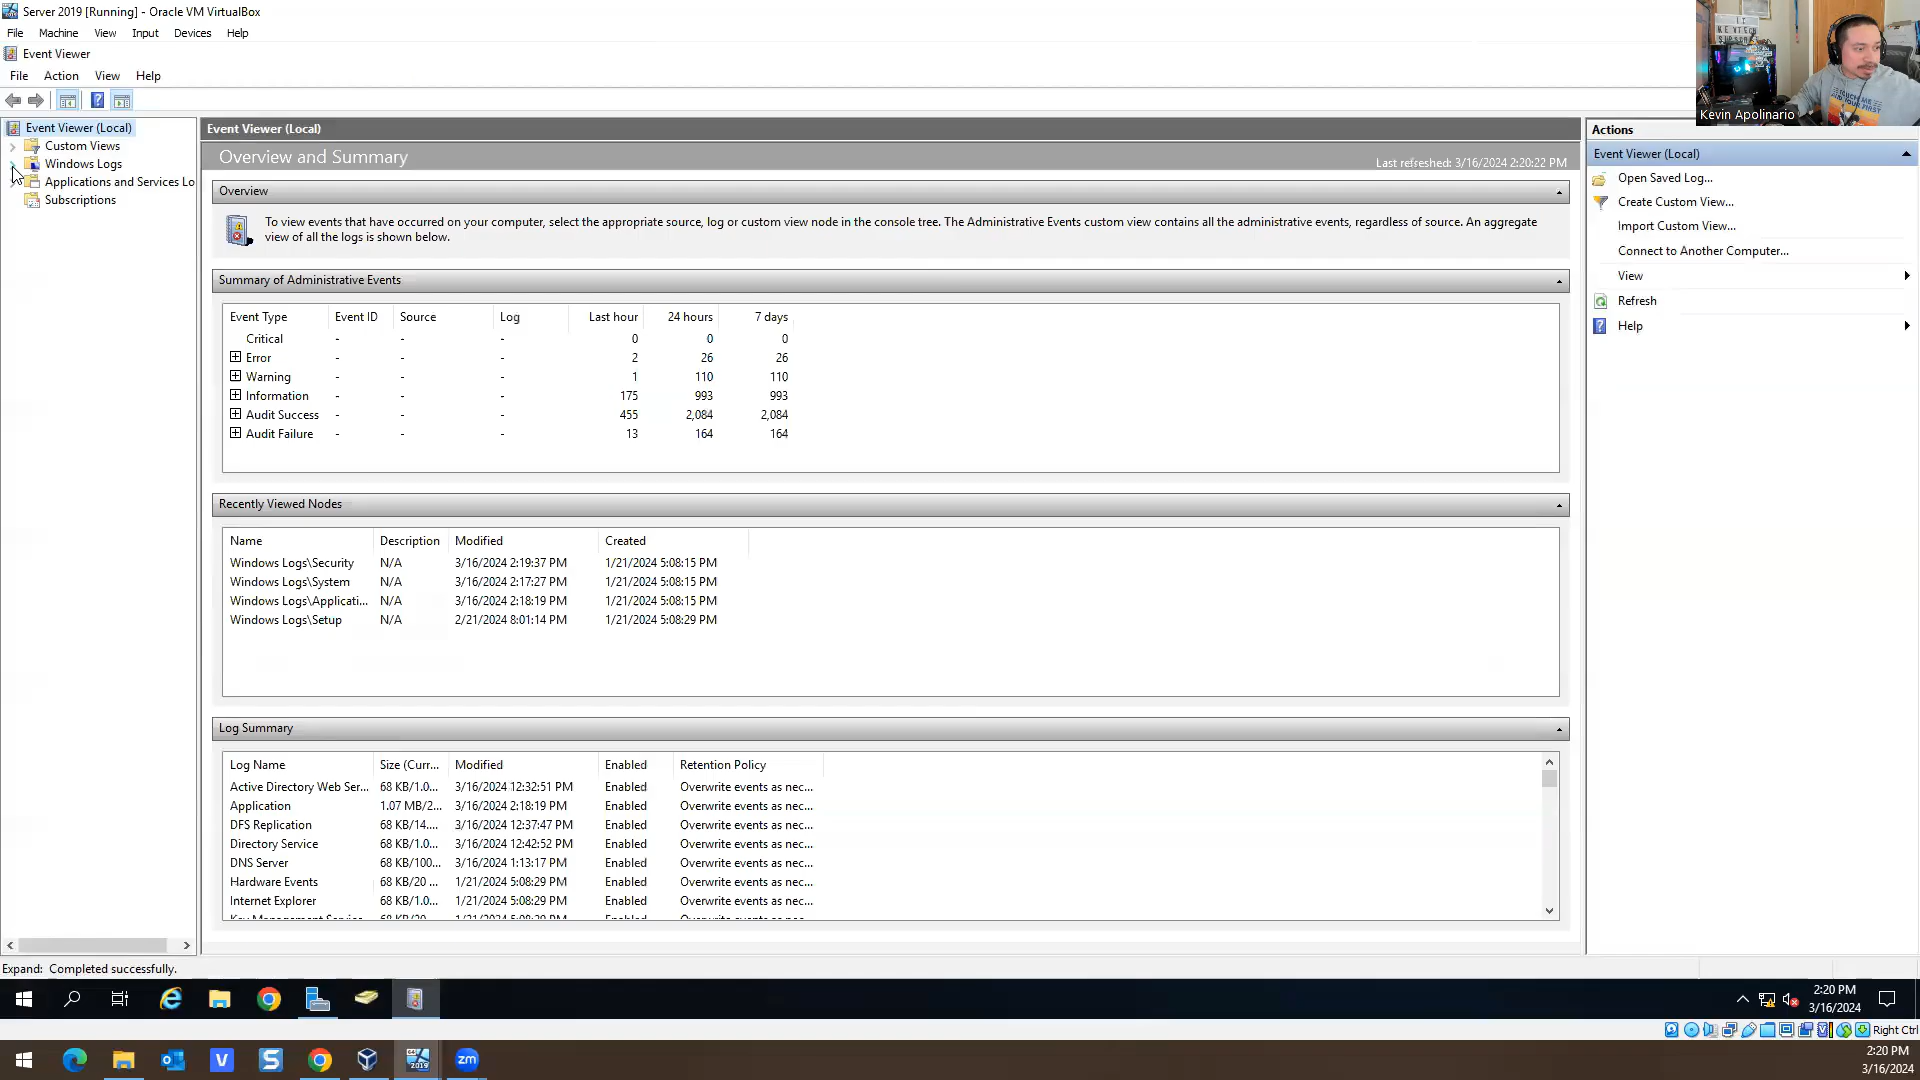 Server 2019 [Running] - Oracle VM VirtualBox
File Machine View Input Devices Help
Event Viewer
File Action View Help
Kevin Apolinario
Event Viewer (Local)
Custom Views
Windows Logs
Applications and Services Lo
Subscriptions
Event Viewer (Local)
Overview and Summary
Last refreshed: 3/16/2024 2:20:22 PM
Overview
To view events that have occurred on your computer, select the appropriate source, log or custom view node in the console tree. The Administrative Events custom view contains all the administrative events, regardless of source. An aggregate
view of all the logs is shown below.
Summary of Administrative Events
Event Type Event ID Source Log Last hour 24 hours 7 days
Critical - - - 0 0 0
Error - - - 2 26 26
Warning - - - 1 110 110
Information - - - 175 993 993
Audit Success - - - 455 2,084 2,084
Audit Failure - - - 13 164 164
Recently Viewed Nodes
Name Description Modified Created
Windows Logs\Security N/A 3/16/2024 2:19:37 PM 1/21/2024 5:08:15 PM
Windows Logs\System N/A 3/16/2024 2:17:27 PM 1/21/2024 5:08:15 PM
Windows Logs\Applicati... N/A 3/16/2024 2:18:19 PM 1/21/2024 5:08:15 PM
Windows Logs\Setup N/A 2/21/2024 8:01:14 PM 1/21/2024 5:08:29 PM
Log Summary
Log Name Size (Curr... Modified Enabled Retention Policy
Active Directory Web Ser... 68 KB/1.0... 3/16/2024 12:32:51 PM Enabled Overwrite events as nec...
Application 1.07 MB/2... 3/16/2024 2:18:19 PM Enabled Overwrite events as nec...
DFS Replication 68 KB/14.... 3/16/2024 12:37:47 PM Enabled Overwrite events as nec...
Directory Service 68 KB/1.0... 3/16/2024 12:42:52 PM Enabled Overwrite events as nec...
DNS Server 68 KB/100... 3/16/2024 1:13:17 PM Enabled Overwrite events as nec...
Hardware Events 68 KB/20 ... 1/21/2024 5:08:29 PM Enabled Overwrite events as nec...
Internet Explorer 68 KB/1.0... 1/21/2024 5:08:29 PM Enabled Overwrite events as nec...
Actions
Event Viewer (Local)
Open Saved Log...
Create Custom View...
Import Custom View...
Connect to Another Computer...
View
Refresh
Help
Expand: Completed successfully.
2:20 PM
3/16/2024
Right Ctrl
2019
zm
2:20 PM
3/16/2024